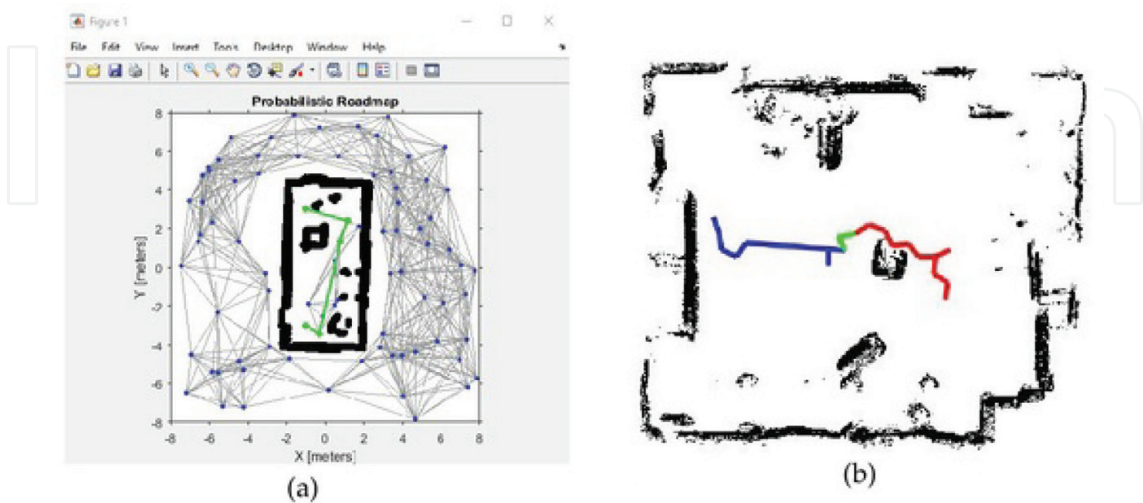 Figure 1
File Edit View Insert Tools Desktop Window Help
Probabilistic Roadmap
8
6
4
2
0
-2
-4
-6
-8
Y [meters]
-8 -6 -4 -2 0 2 4 6 8
X [meters]
(a)
(b)